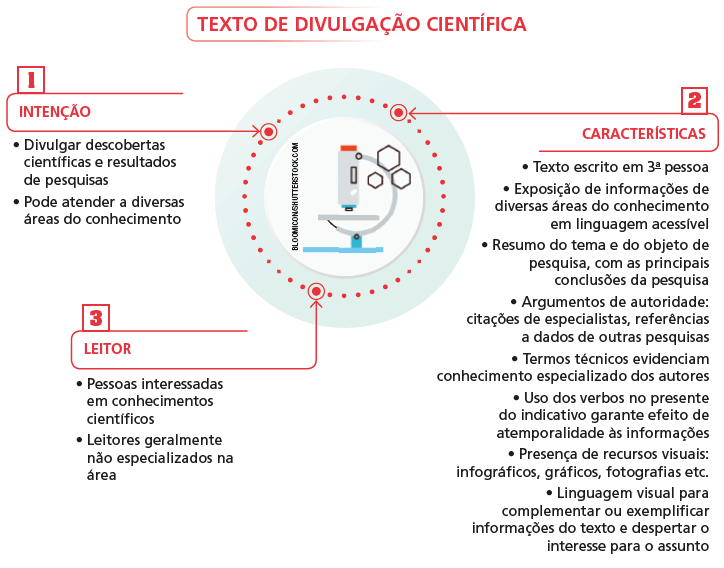 TEXTO DE DIVULGAÇÃO CIENTÍFICA
1
INTENÇÃO
• Divulgar descobertas
científicas e resultados
de pesquisas
• Pode atender a diversas
áreas do conhecimento
BLOOMICON/SHUTTERSTOCK.COM
2
CARACTERÍSTICAS
• Texto escrito em 3ª pessoa
• Exposição de informações de
diversas áreas do conhecimento
em linguagem acessível
• Resumo do tema e do objeto de
pesquisa, com as principais
conclusões da pesquisa
• Argumentos de autoridade:
citações de especialistas, referências
a dados de outras pesquisas
• Termos técnicos evidenciam
conhecimento especializado dos autores
• Uso dos verbos no presente
do indicativo garante efeito de
atemporalidade às informações
• Presença de recursos visuais:
infográficos, gráficos, fotografias etc.
• Linguagem visual para
complementar ou exemplificar
informações do texto e despertar o
interesse para o assunto
3
LEITOR
• Pessoas interessadas
em conhecimentos
científicos
• Leitores geralmente
não especializados na
área